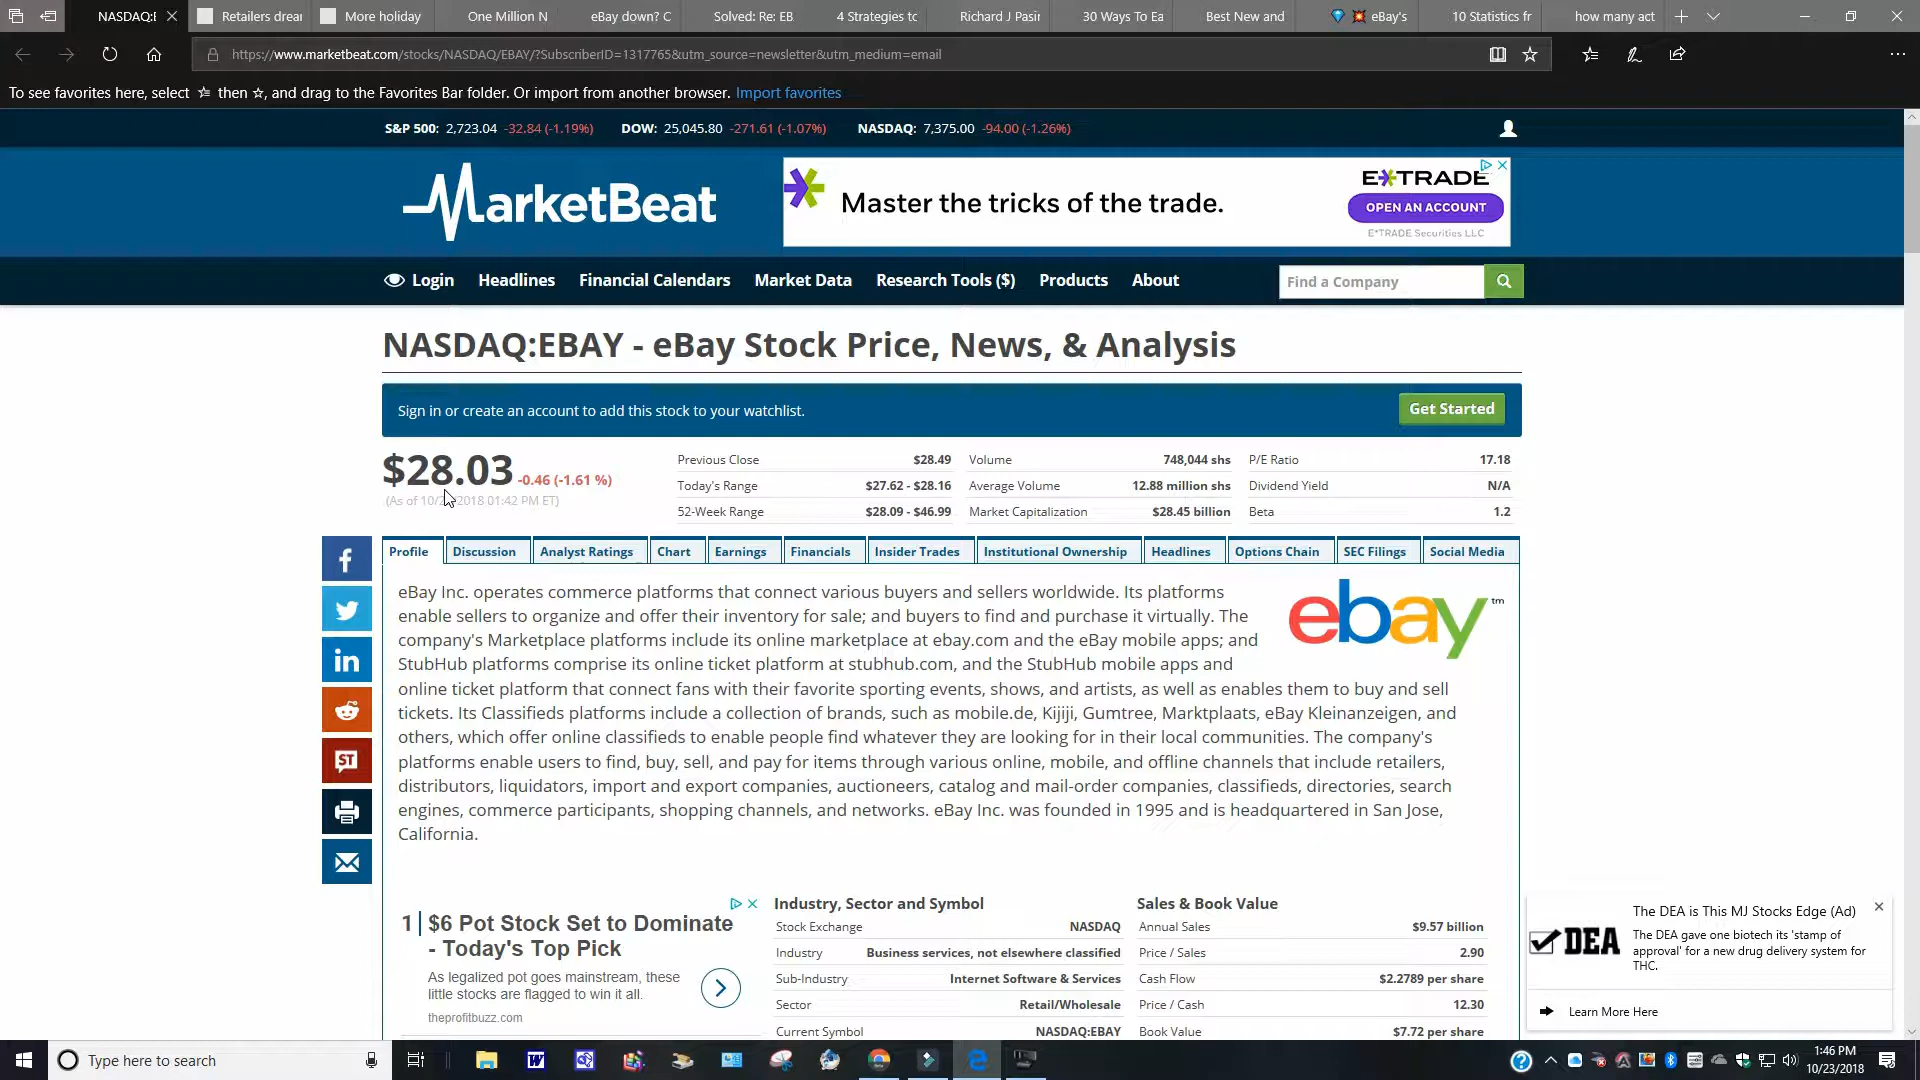 NASDAQ:E
Retailers drear
More holiday
One Million N
eBay down? C
Solved: Re: EB
4 Strategies to
Richard J Pasir
30 Ways To Ea
Best New and
eBay's
10 Statistics fr
how many act
https://www.marketbeat.com/stocks/NASDAQ/EBAY/?SubscriberID=1317765&utm_source=newsletter&utm_medium=email
To see favorites here, select then ☆, and drag to the Favorites Bar folder. Or import from another browser. Import favorites
S&P 500: 2,723.04 -32.84 (-1.19%) DOW: 25,045.80 -271.61 (-1.07%) NASDAQ: 7,375.00 -94.00 (-1.26%)
MarketBeat
Master the tricks of the trade.
E*TRADE
OPEN AN ACCOUNT
E*TRADE Securities LLC
Login Headlines Financial Calendars Market Data Research Tools ($) Products About
Find a Company
NASDAQ:EBAY - eBay Stock Price, News, & Analysis
Sign in or create an account to add this stock to your watchlist.
Get Started
$28.03 -0.46 (-1.61 %)
(As of 10/2 2018 01:42 PM ET)
Previous Close $28.49
Today's Range $27.62 - $28.16
52-Week Range $28.09 - $46.99
Volume 748,044 shs
Average Volume 12.88 million shs
Market Capitalization $28.45 billion
P/E Ratio 17.18
Dividend Yield N/A
Beta 1.2
Profile Discussion Analyst Ratings Chart Earnings Financials Insider Trades Institutional Ownership Headlines Options Chain SEC Filings Social Media
eBay Inc. operates commerce platforms that connect various buyers and sellers worldwide. Its platforms
enable sellers to organize and offer their inventory for sale; and buyers to find and purchase it virtually. The
company's Marketplace platforms include its online marketplace at ebay.com and the eBay mobile apps; and
StubHub platforms comprise its online ticket platform at stubhub.com, and the StubHub mobile apps and
online ticket platform that connect fans with their favorite sporting events, shows, and artists, as well as enables them to buy and sell
tickets. Its Classifieds platforms include a collection of brands, such as mobile.de, Kijiji, Gumtree, Marktplaats, eBay Kleinanzeigen, and
others, which offer online classifieds to enable people find whatever they are looking for in their local communities. The company's
platforms enable users to find, buy, sell, and pay for items through various online, mobile, and offline channels that include retailers,
distributors, liquidators, import and export companies, auctioneers, catalog and mail-order companies, classifieds, directories, search
engines, commerce participants, shopping channels, and networks. eBay Inc. was founded in 1995 and is headquartered in San Jose,
California.
ebay™
f
in
ST
1 $6 Pot Stock Set to Dominate
- Today's Top Pick
As legalized pot goes mainstream, these
little stocks are flagged to win it all.
theprofitbuzz.com
Industry, Sector and Symbol
Stock Exchange NASDAQ
Industry Business services, not elsewhere classified
Sub-Industry Internet Software & Services
Sector Retail/Wholesale
Current Symbol NASDAQ:EBAY
Sales & Book Value
Annual Sales $9.57 billion
Price / Sales 2.90
Cash Flow $2.2789 per share
Price / Cash 12.30
Book Value $7.72 per share
DEA
The DEA is This MJ Stocks Edge (Ad)
The DEA gave one biotech its 'stamp of
approval' for a new drug delivery system for
THC.
Learn More Here
Type here to search
1:46 PM
10/23/2018